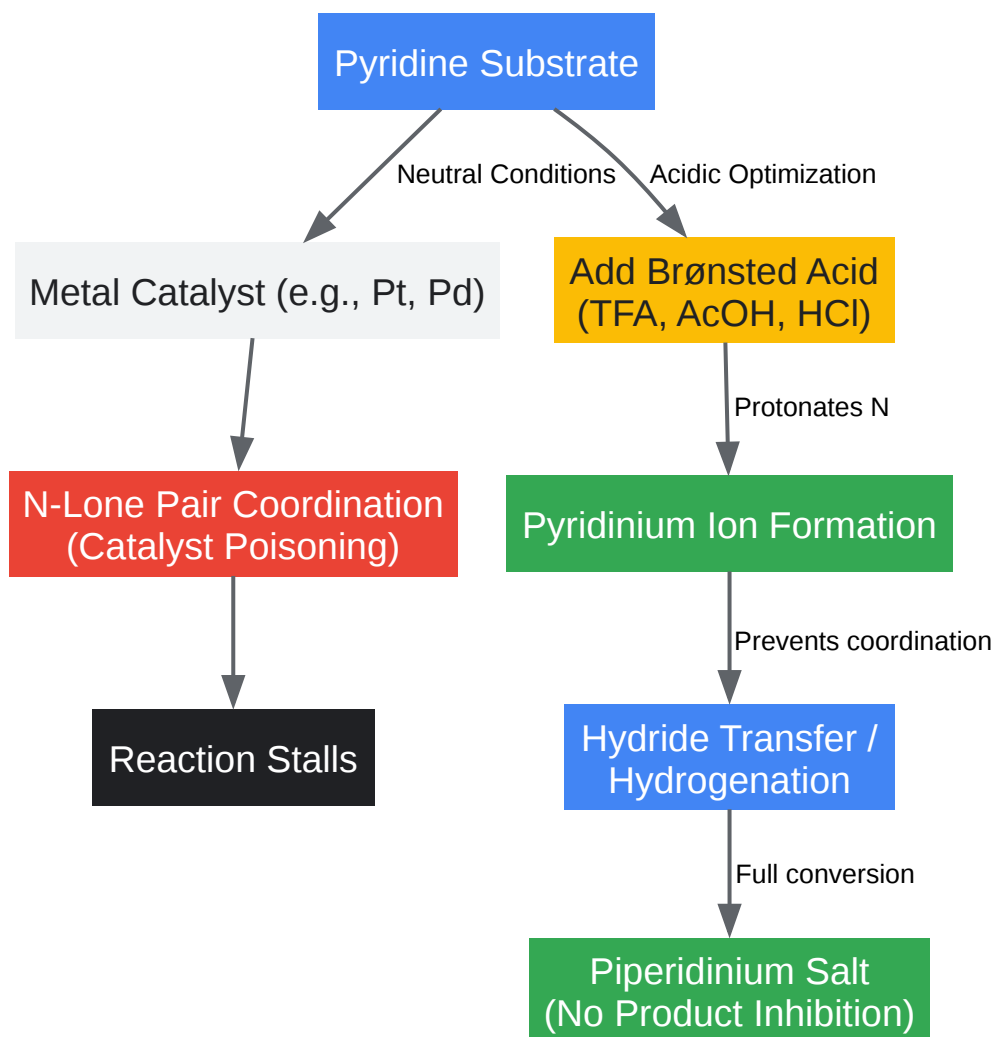 Pyridine Substrate
Neutral Conditions
Acidic Optimization
Metal Catalyst (e.g., Pt, Pd)
Add Brønsted Acid
(TFA, AcOH, HCl)
Protonates N
N-Lone Pair Coordination
(Catalyst Poisoning)
Pyridinium Ion Formation
Prevents coordination
Reaction Stalls
Hydride Transfer /
Hydrogenation
Full conversion
Piperidinium Salt
(No Product Inhibition)